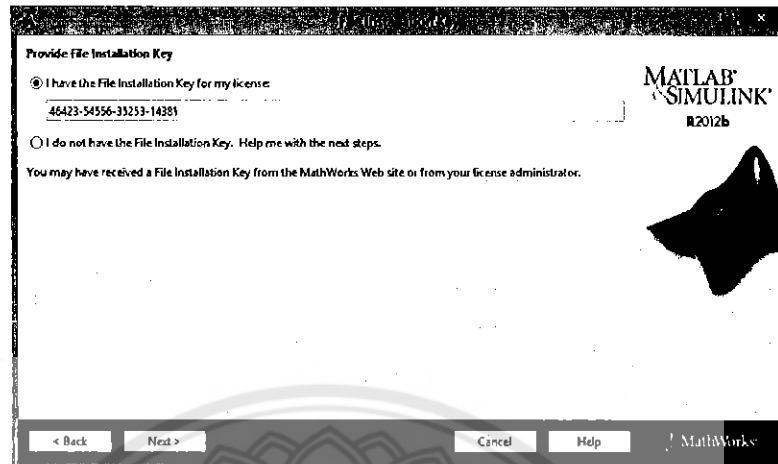 Provide File Installation Key
I have the File Installation Key for my license:
46423-54556-35253-14381
I do not have the File Installation Key. Help me with the next steps.
You may have received a File Installation Key from the MathWorks Web site or from your license administrator.
MATLAB®
&SIMULINK®
R2012b
< Back
Next >
Cancel
Help
MathWorks